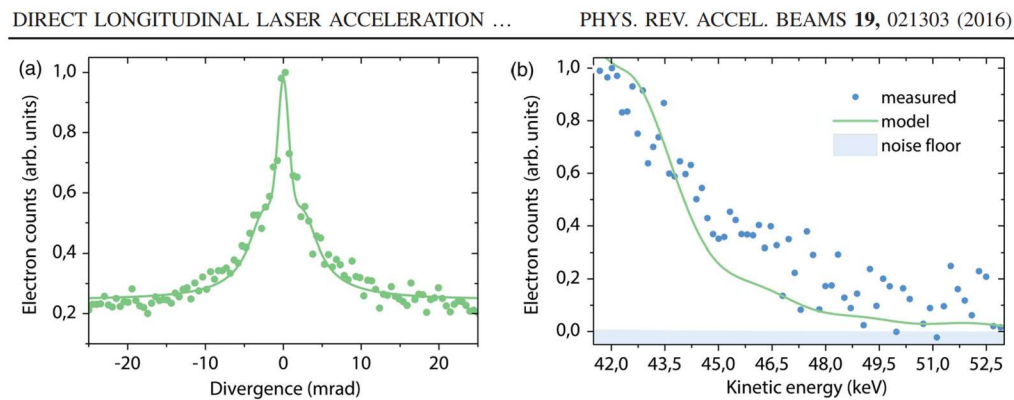 DIRECT LONGITUDINAL LASER ACCELERATION …
PHYS. REV. ACCEL. BEAMS 19, 021303 (2016)
(a)
1,0
0,8
0,6
0,4
0,2
Electron counts (arb. units)
-20 -10 0 10 20
Divergence (mrad)
(b)
1,0
0,8
0,6
0,4
0,2
0,0
Electron counts (arb. units)
measured
model
noise floor
42,0 43,5 45,0 46,5 48,0 49,5 51,0 52,5
Kinetic energy (keV)